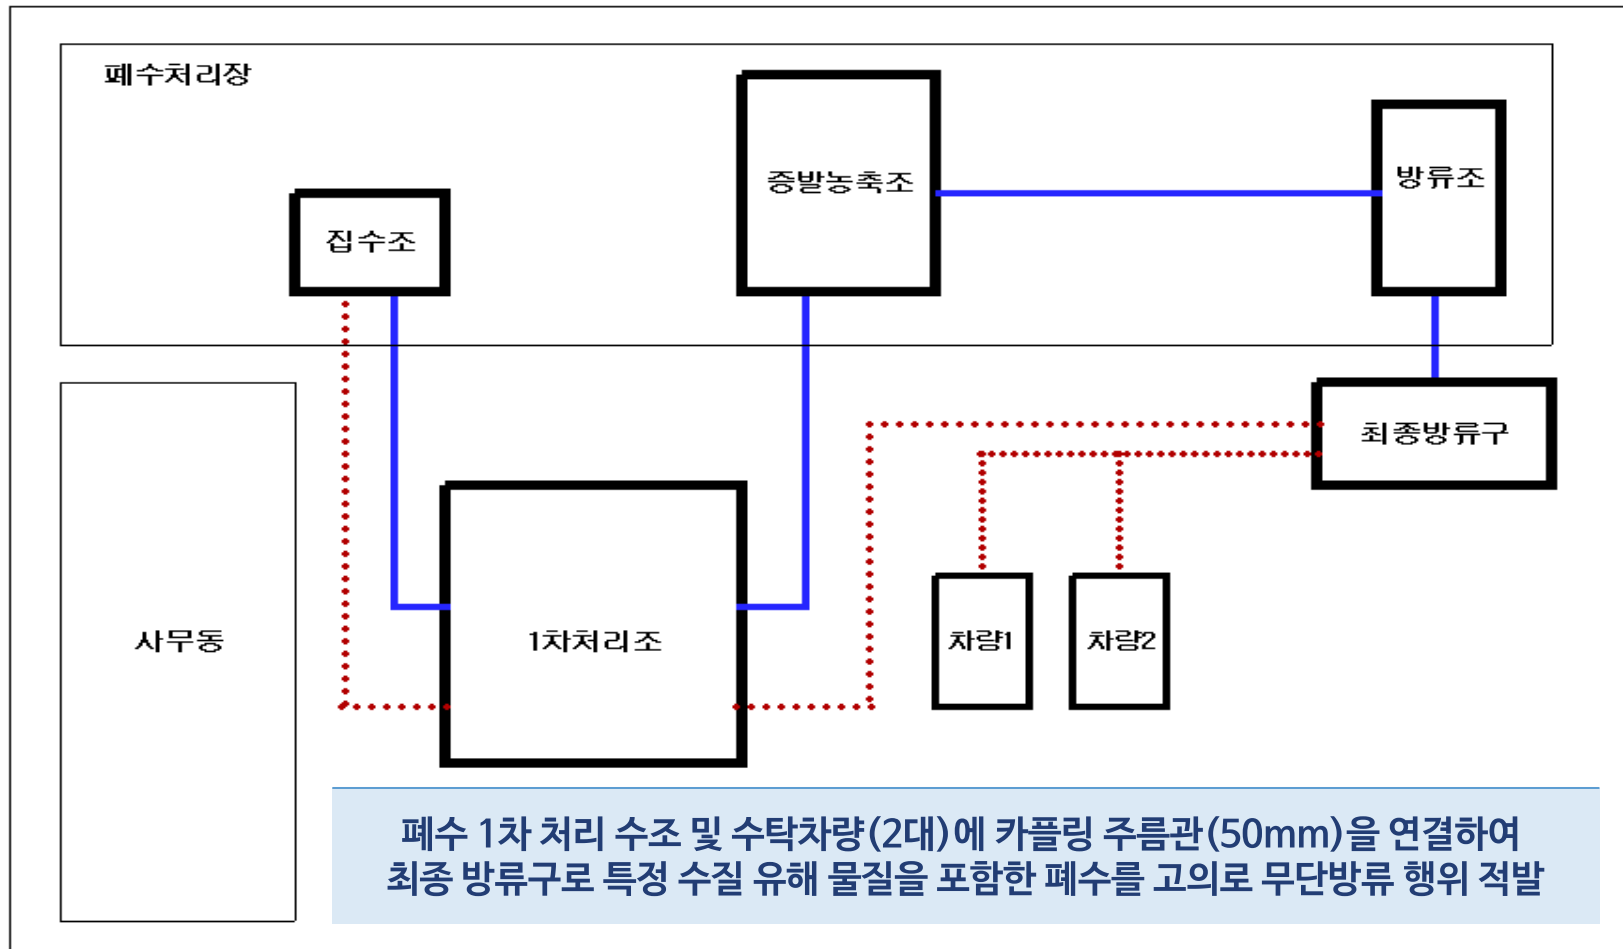 폐수처리장
증발농축조
방류조
집수조
최종방류구
사무동
1차처리조
차량1
차량2
폐수 1차 처리 수조 및 수탁차량(2대)에 카플링 주름관(50mm)을 연결하여
최종 방류구로 특정 수질 유해 물질을 포함한 폐수를 고의로 무단방류 행위 적발